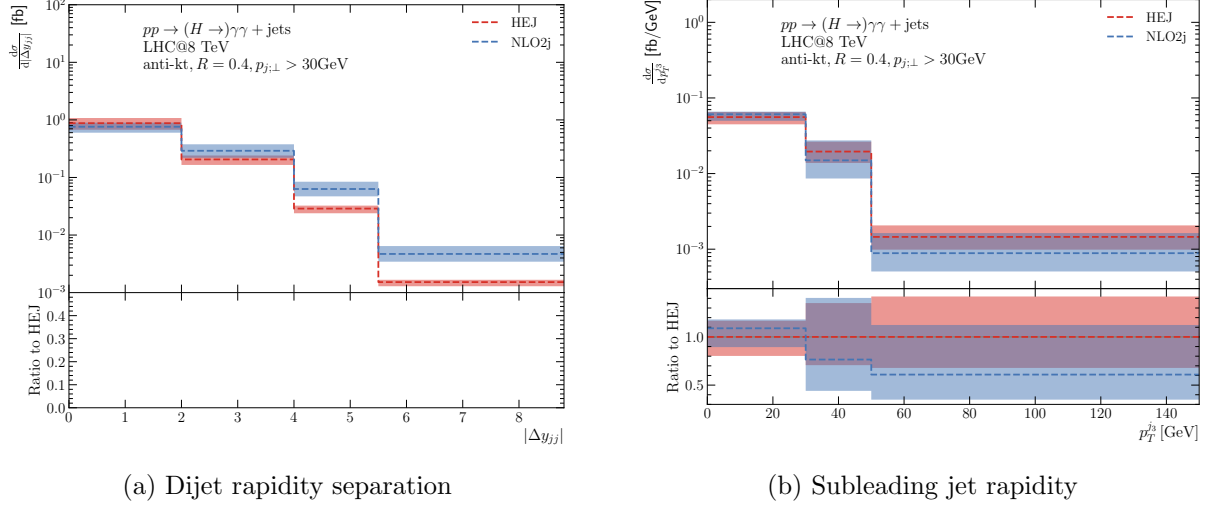 dσ/d|Δy_jj| [fb]
10^2
10^1
10^0
10^−1
10^−2
10^−3
pp → (H →)γγ + jets
LHC@8 TeV
anti-kt, R = 0.4, p_{j;⊥} > 30GeV
HEJ
NLO2j
Ratio to HEJ
0.4
0.3
0.2
0.1
0.0
0 1 2 3 4 5 6 7 8
|Δy_jj|
(a) Dijet rapidity separation
dσ/dp_T^{j_3} [fb/GeV]
10^0
10^−1
10^−2
10^−3
pp → (H →)γγ + jets
LHC@8 TeV
anti-kt, R = 0.4, p_{j;⊥} > 30GeV
HEJ
NLO2j
Ratio to HEJ
1.0
0.5
0 20 40 60 80 100 120 140
p_T^{j_3} [GeV]
(b) Subleading jet rapidity